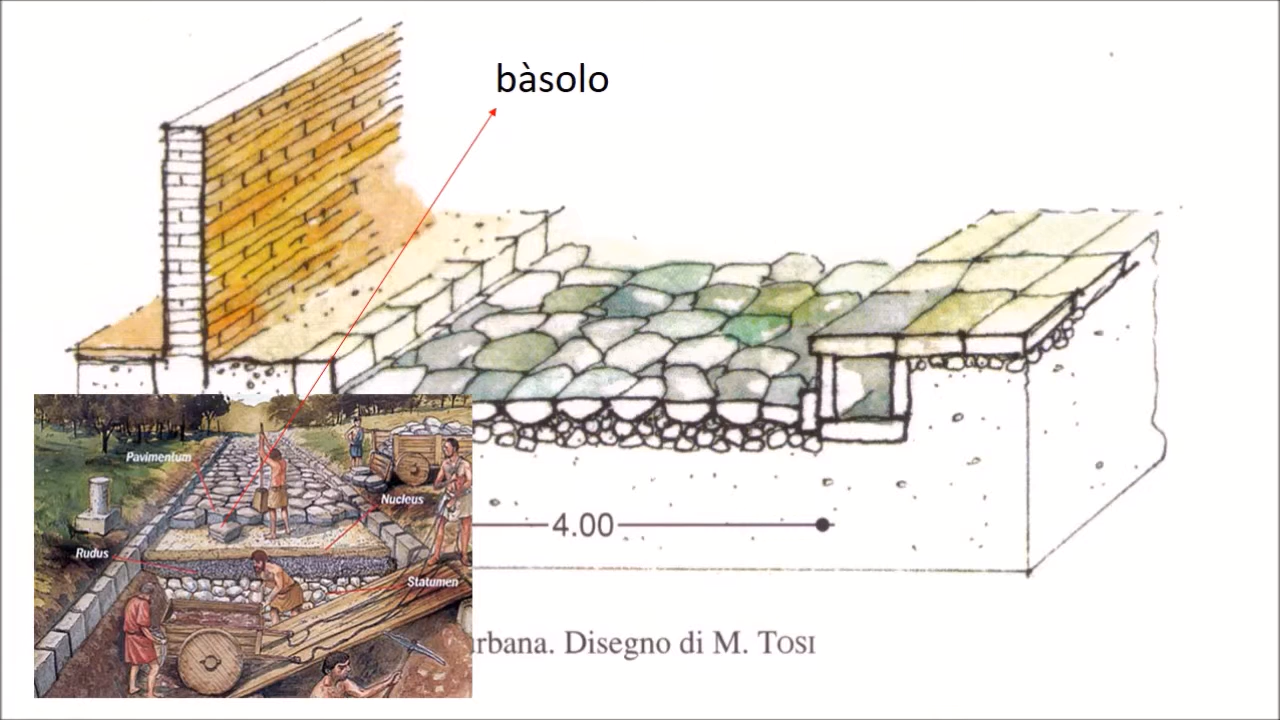 bàsolo
Pavimentum
Nucleus
Rudus
Statumen
4.00
rbana. Disegno di M. TOSI